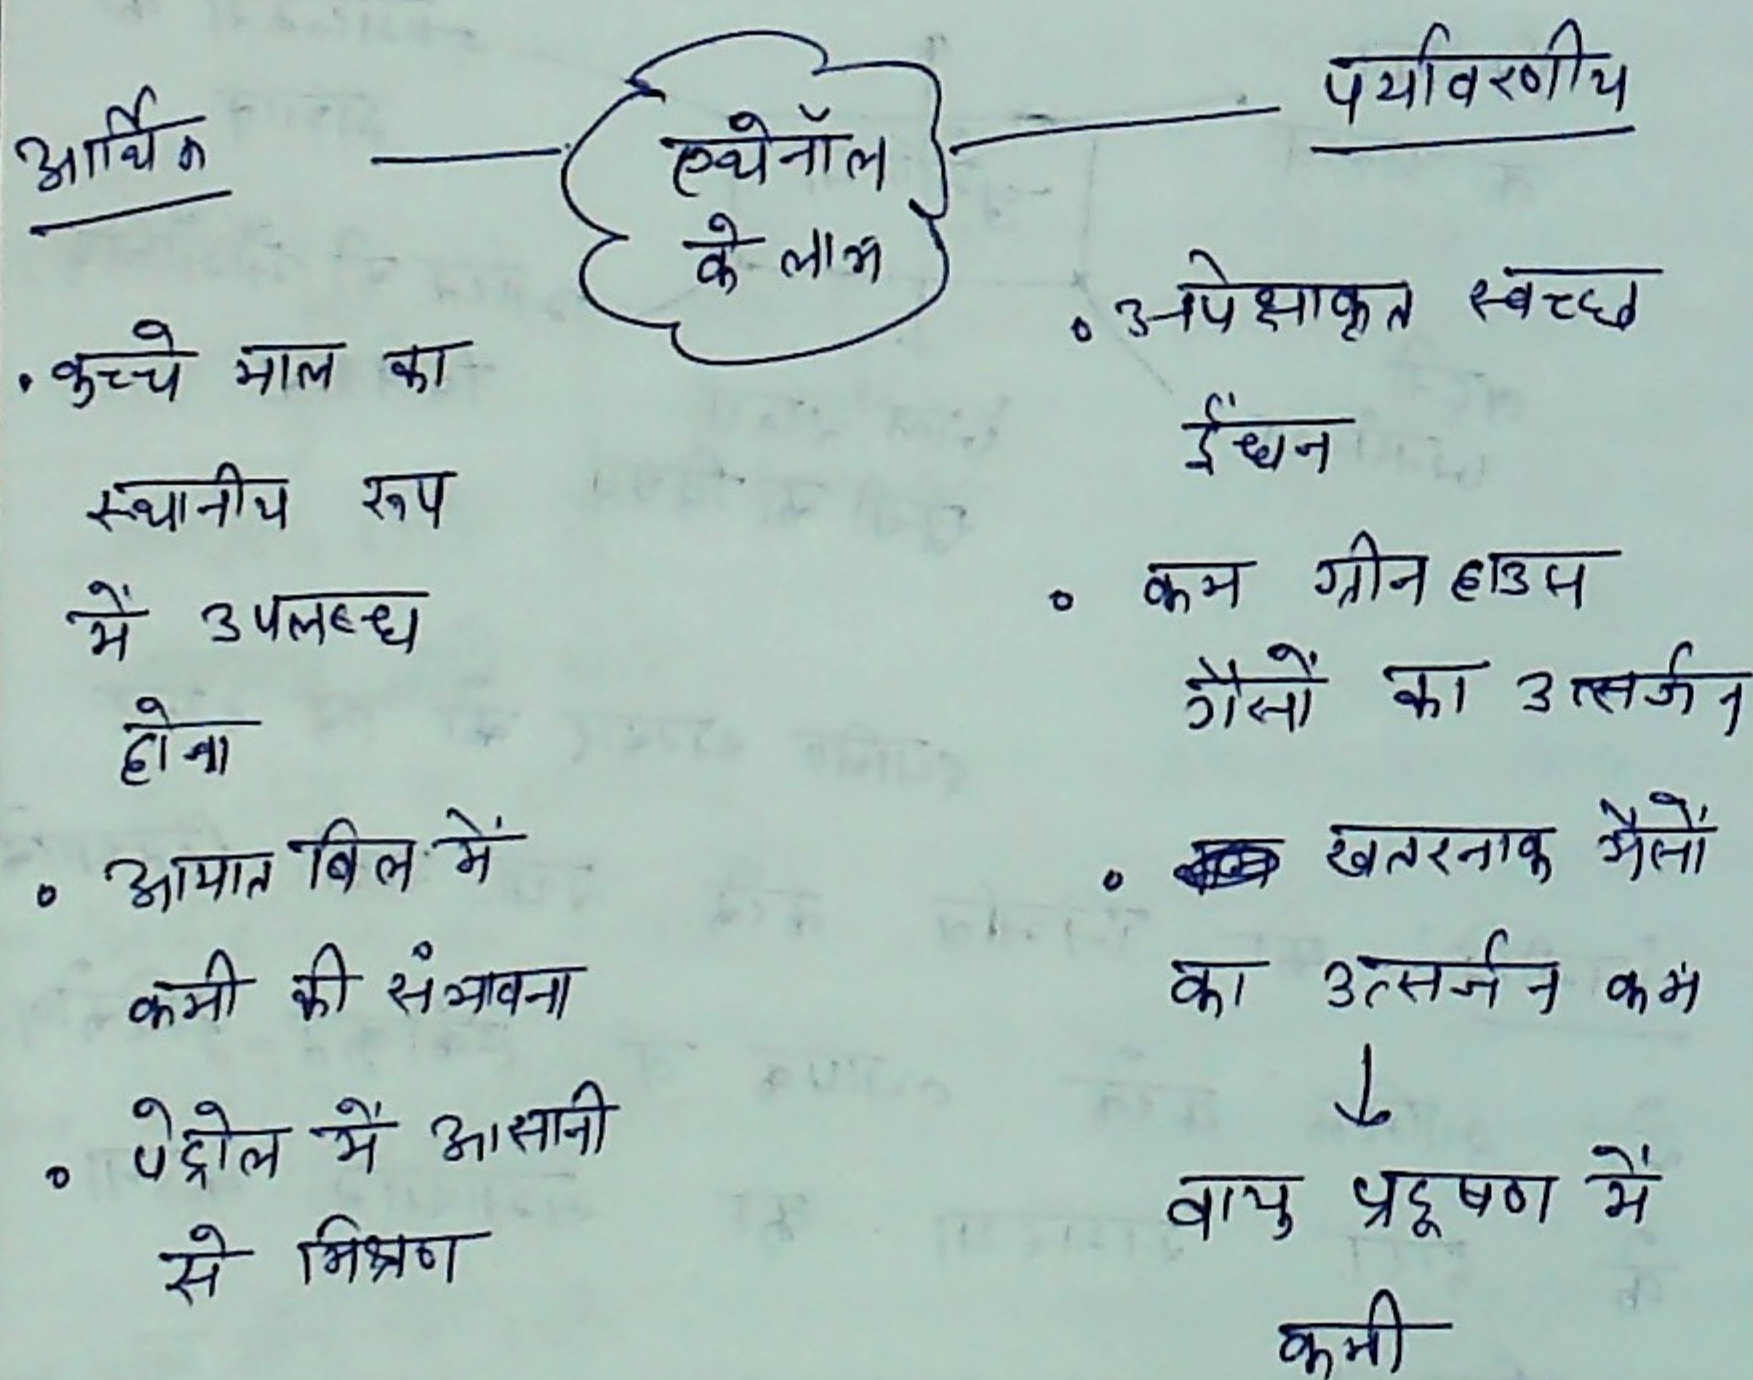 एथेनॉल
के लाभ
आर्थिक
• कच्चे माल का
स्थानीय रूप
में उपलब्ध
होना
• आयात बिल में
कमी की संभावना
• पेट्रोल में आसानी
से मिश्रण
पर्यावरणीय
• अपेक्षाकृत स्वच्छ
ईंधन
• कम ग्रीन हाउस
गैसों का उत्सर्जन
• खतरनाक गैसों
का उत्सर्जन कम
↓
वायु प्रदूषण में
कमी